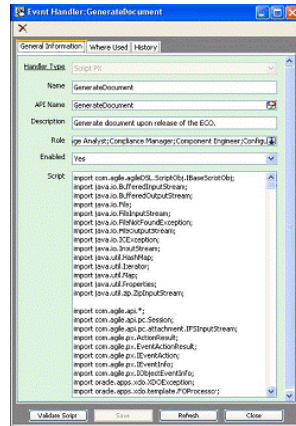 Event Handler:GenerateDocument
General Information Where Used History
Handler Type Script PX
Name GenerateDocument
API Name GenerateDocument
Description Generate document upon release of the ECO.
Role ge Analyst;Compliance Manager;Component Engineer;Configu
Enabled Yes
Script import com.agile.agileDSL.ScriptObj.IBaseScriptObj;
import java.io.BufferedInputStream;
import java.io.BufferedOutputStream;
import java.io.File;
import java.io.FileInputStream;
import java.io.FileNotFoundException;
import java.io.FileOutputStream;
import java.io.IOException;
import java.io.InputStream;
import java.util.HashMap;
import java.util.Iterator;
import java.util.Map;
import java.util.Properties;
import java.util.zip.ZipInputStream;
import com.agile.api.*;
import com.agile.api.pc.Session;
import com.agile.api.pc.attachment.IFSInputStream;
import com.agile.px.ActionResult;
import com.agile.px.EventActionResult;
import com.agile.px.IEventAction;
import com.agile.px.IEventInfo;
import com.agile.px.IObjectEventInfo;
import oracle.apps.xdo.XDOException;
import oracle.apps.xdo.template.FOProcessor;
Validate Script Save Refresh Close